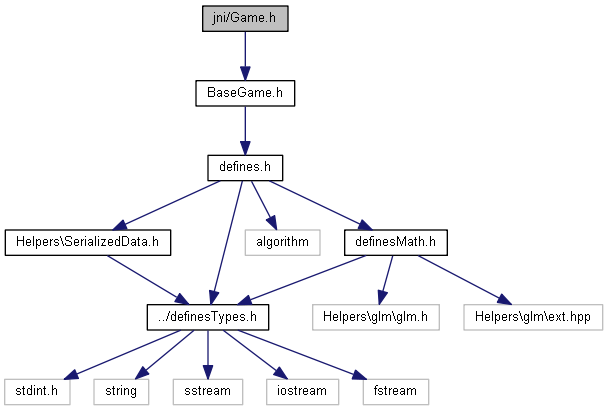 jni/Game.h
BaseGame.h
defines.h
Helpers\SerializedData.h
algorithm
definesMath.h
../definesTypes.h
Helpers\glm\glm.h
Helpers\glm\ext.hpp
stdint.h
string
sstream
iostream
fstream